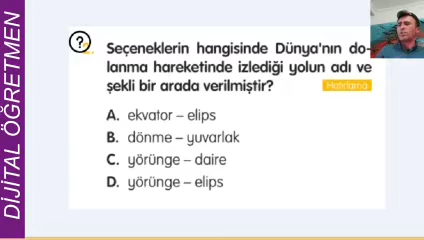 DİJİTAL ÖĞRETMEN
?
2. Seçeneklerin hangisinde Dünya'nın do-
lanma hareketinde izlediği yolun adı ve
şekli bir arada verilmiştir?
Hatırlama
A. ekvator – elips
B. dönme – yuvarlak
C. yörünge – daire
D. yörünge – elips